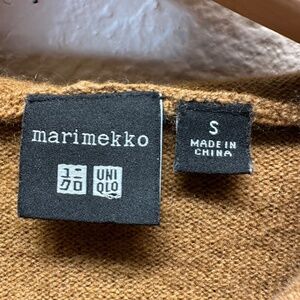 marimekko
ユニ UNI
クロ QLO
S
MADE IN
CHINA